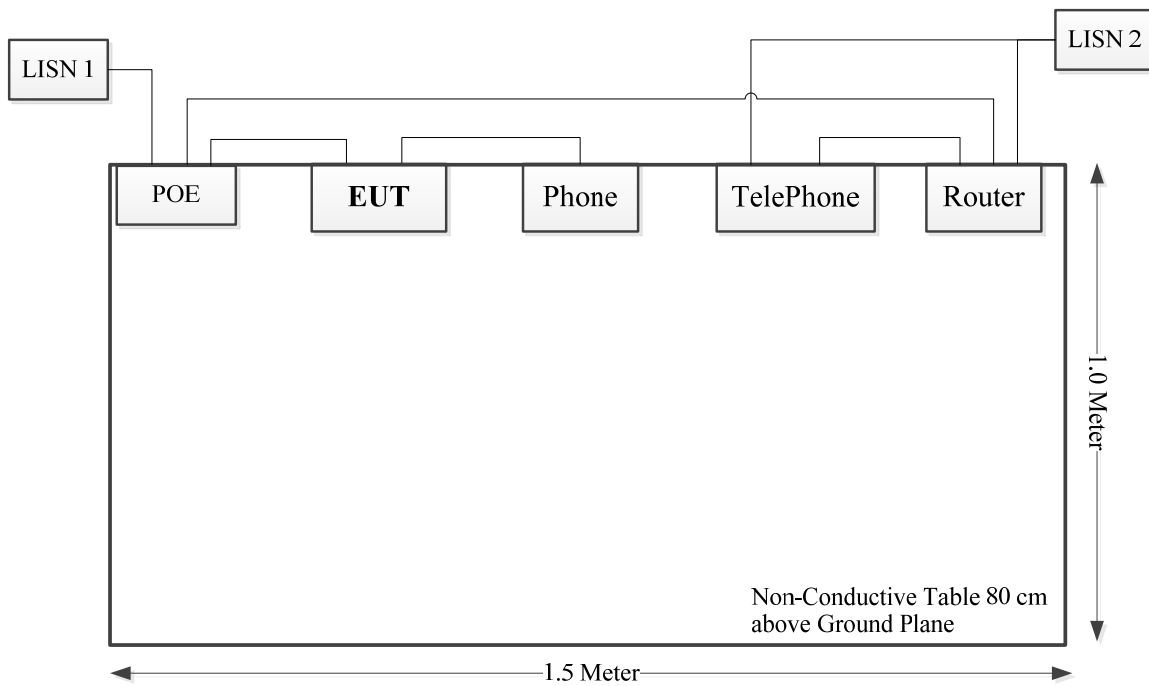 LISN 1
LISN 2
POE
EUT
Phone
TelePhone
Router
1.0 Meter
Non-Conductive Table 80 cm
above Ground Plane
1.5 Meter